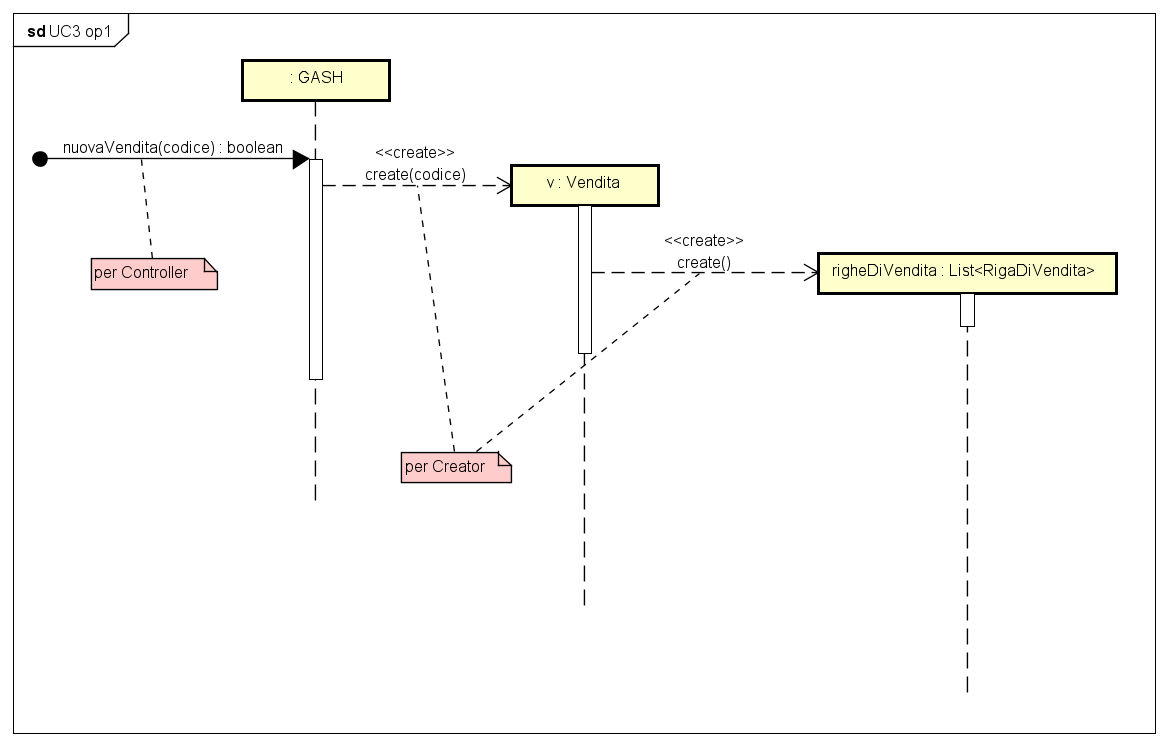 sd UC3 op1
: GASH
nuovaVendita(codice) : boolean
<<create>>
create(codice)
v : Vendita
<<create>>
create()
righeDiVendita : List<RigaDiVendita>
per Controller
per Creator